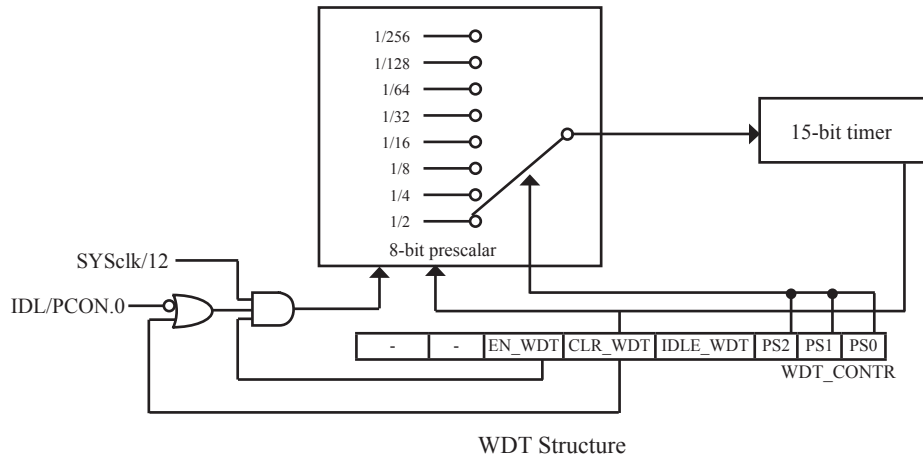 1/256
1/128
1/64
1/32
1/16
1/8
1/4
1/2
8-bit prescalar
15-bit timer
SYSclk/12
IDL/PCON.0
- - EN_WDT CLR_WDT IDLE_WDT PS2 PS1 PS0
WDT_CONTR
WDT Structure